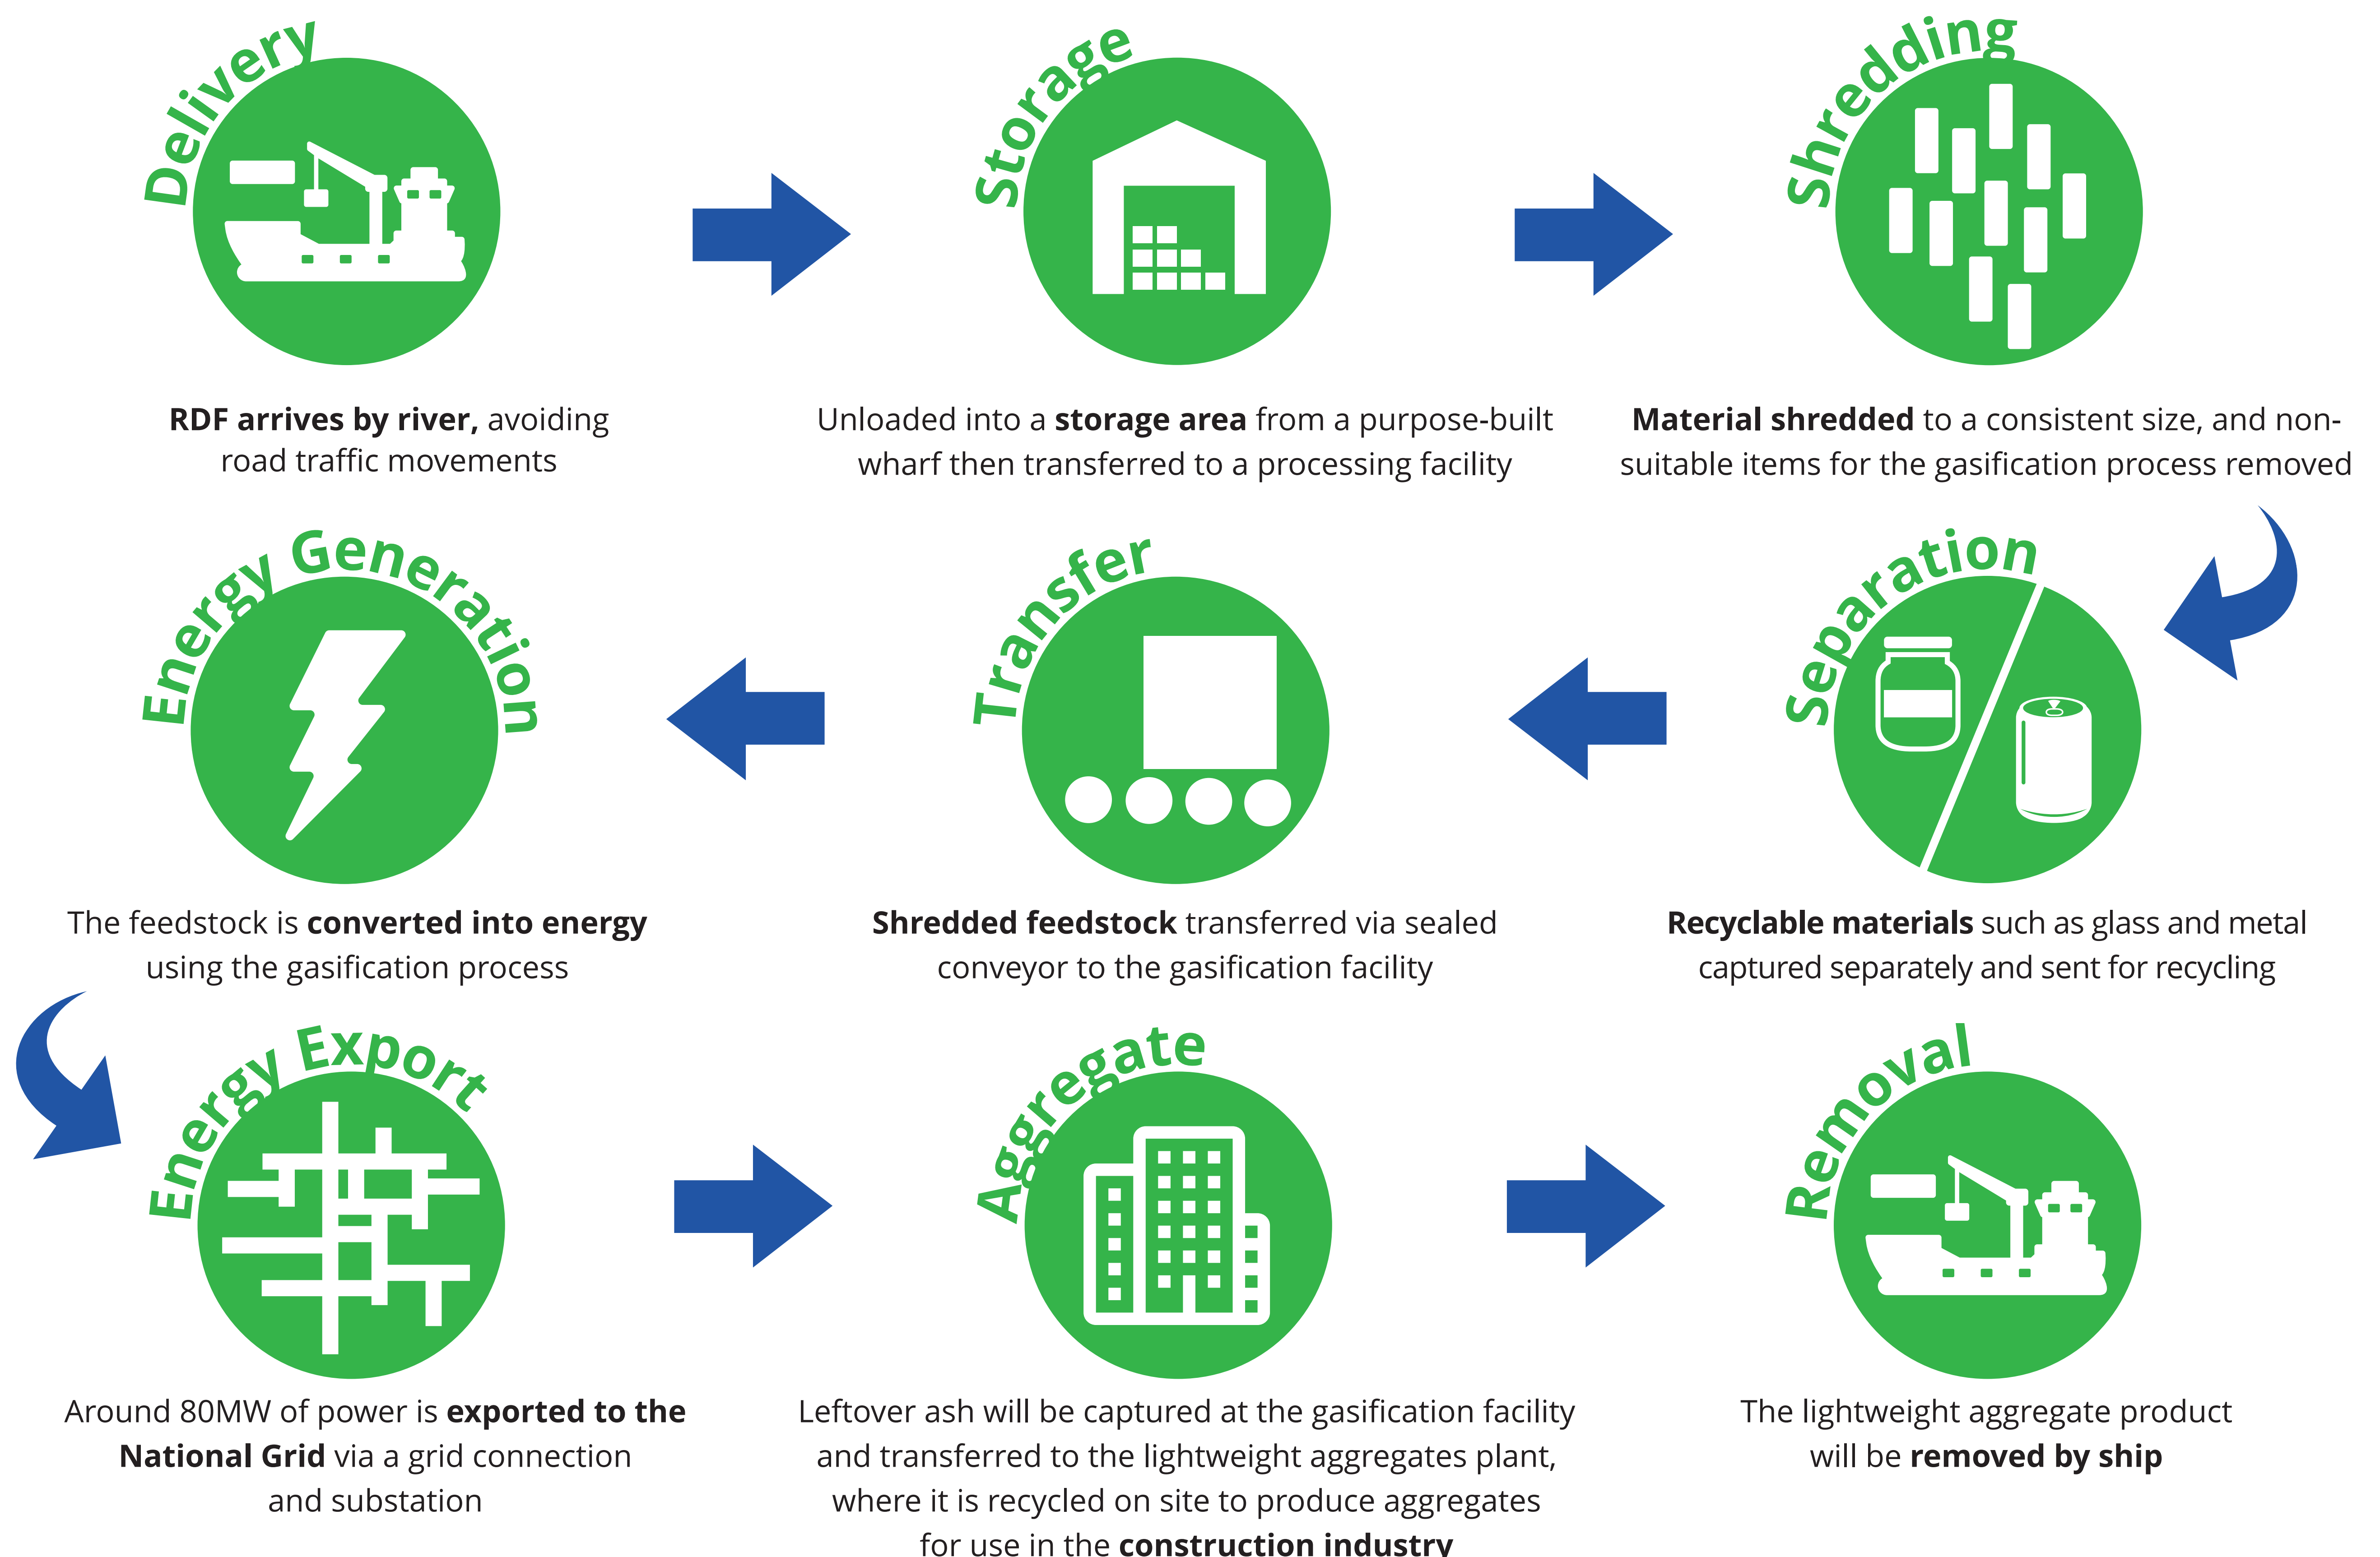 Delivery
RDF arrives by river, avoiding
road traffic movements
Storage
Unloaded into a storage area from a purpose-built
wharf then transferred to a processing facility
Shredding
Material shredded to a consistent size, and non-
suitable items for the gasification process removed
Separation
Recyclable materials such as glass and metal
captured separately and sent for recycling
Transfer
Shredded feedstock transferred via sealed
conveyor to the gasification facility
Energy Generation
The feedstock is converted into energy
using the gasification process
Energy Export
Around 80MW of power is exported to the
National Grid via a grid connection
and substation
Aggregate
Leftover ash will be captured at the gasification facility
and transferred to the lightweight aggregates plant,
where it is recycled on site to produce aggregates
for use in the construction industry
Removal
The lightweight aggregate product
will be removed by ship